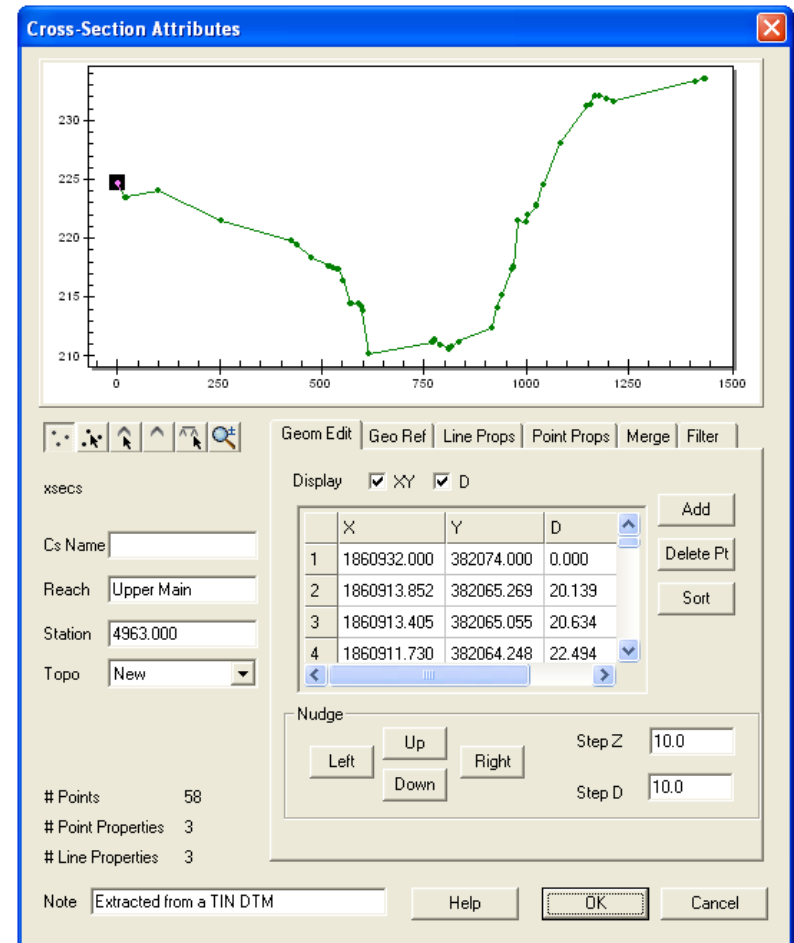 Cross-Section Attributes
230
225
220
215
210
0 250 500 750 1000 1250 1500
Geom Edit Geo Ref Line Props Point Props Merge Filter
xsecs
Cs Name
Reach Upper Main
Station 4963.000
Topo New
Display XY D
X Y D
1 1860932.000 382074.000 0.000
2 1860913.852 382065.269 20.139
3 1860913.405 382065.055 20.634
4 1860911.730 382064.248 22.494
Add
Delete Pt
Sort
Nudge
Left Up Right
Down
Step Z 10.0
Step D 10.0
# Points 58
# Point Properties 3
# Line Properties 3
Note Extracted from a TIN DTM
Help OK Cancel